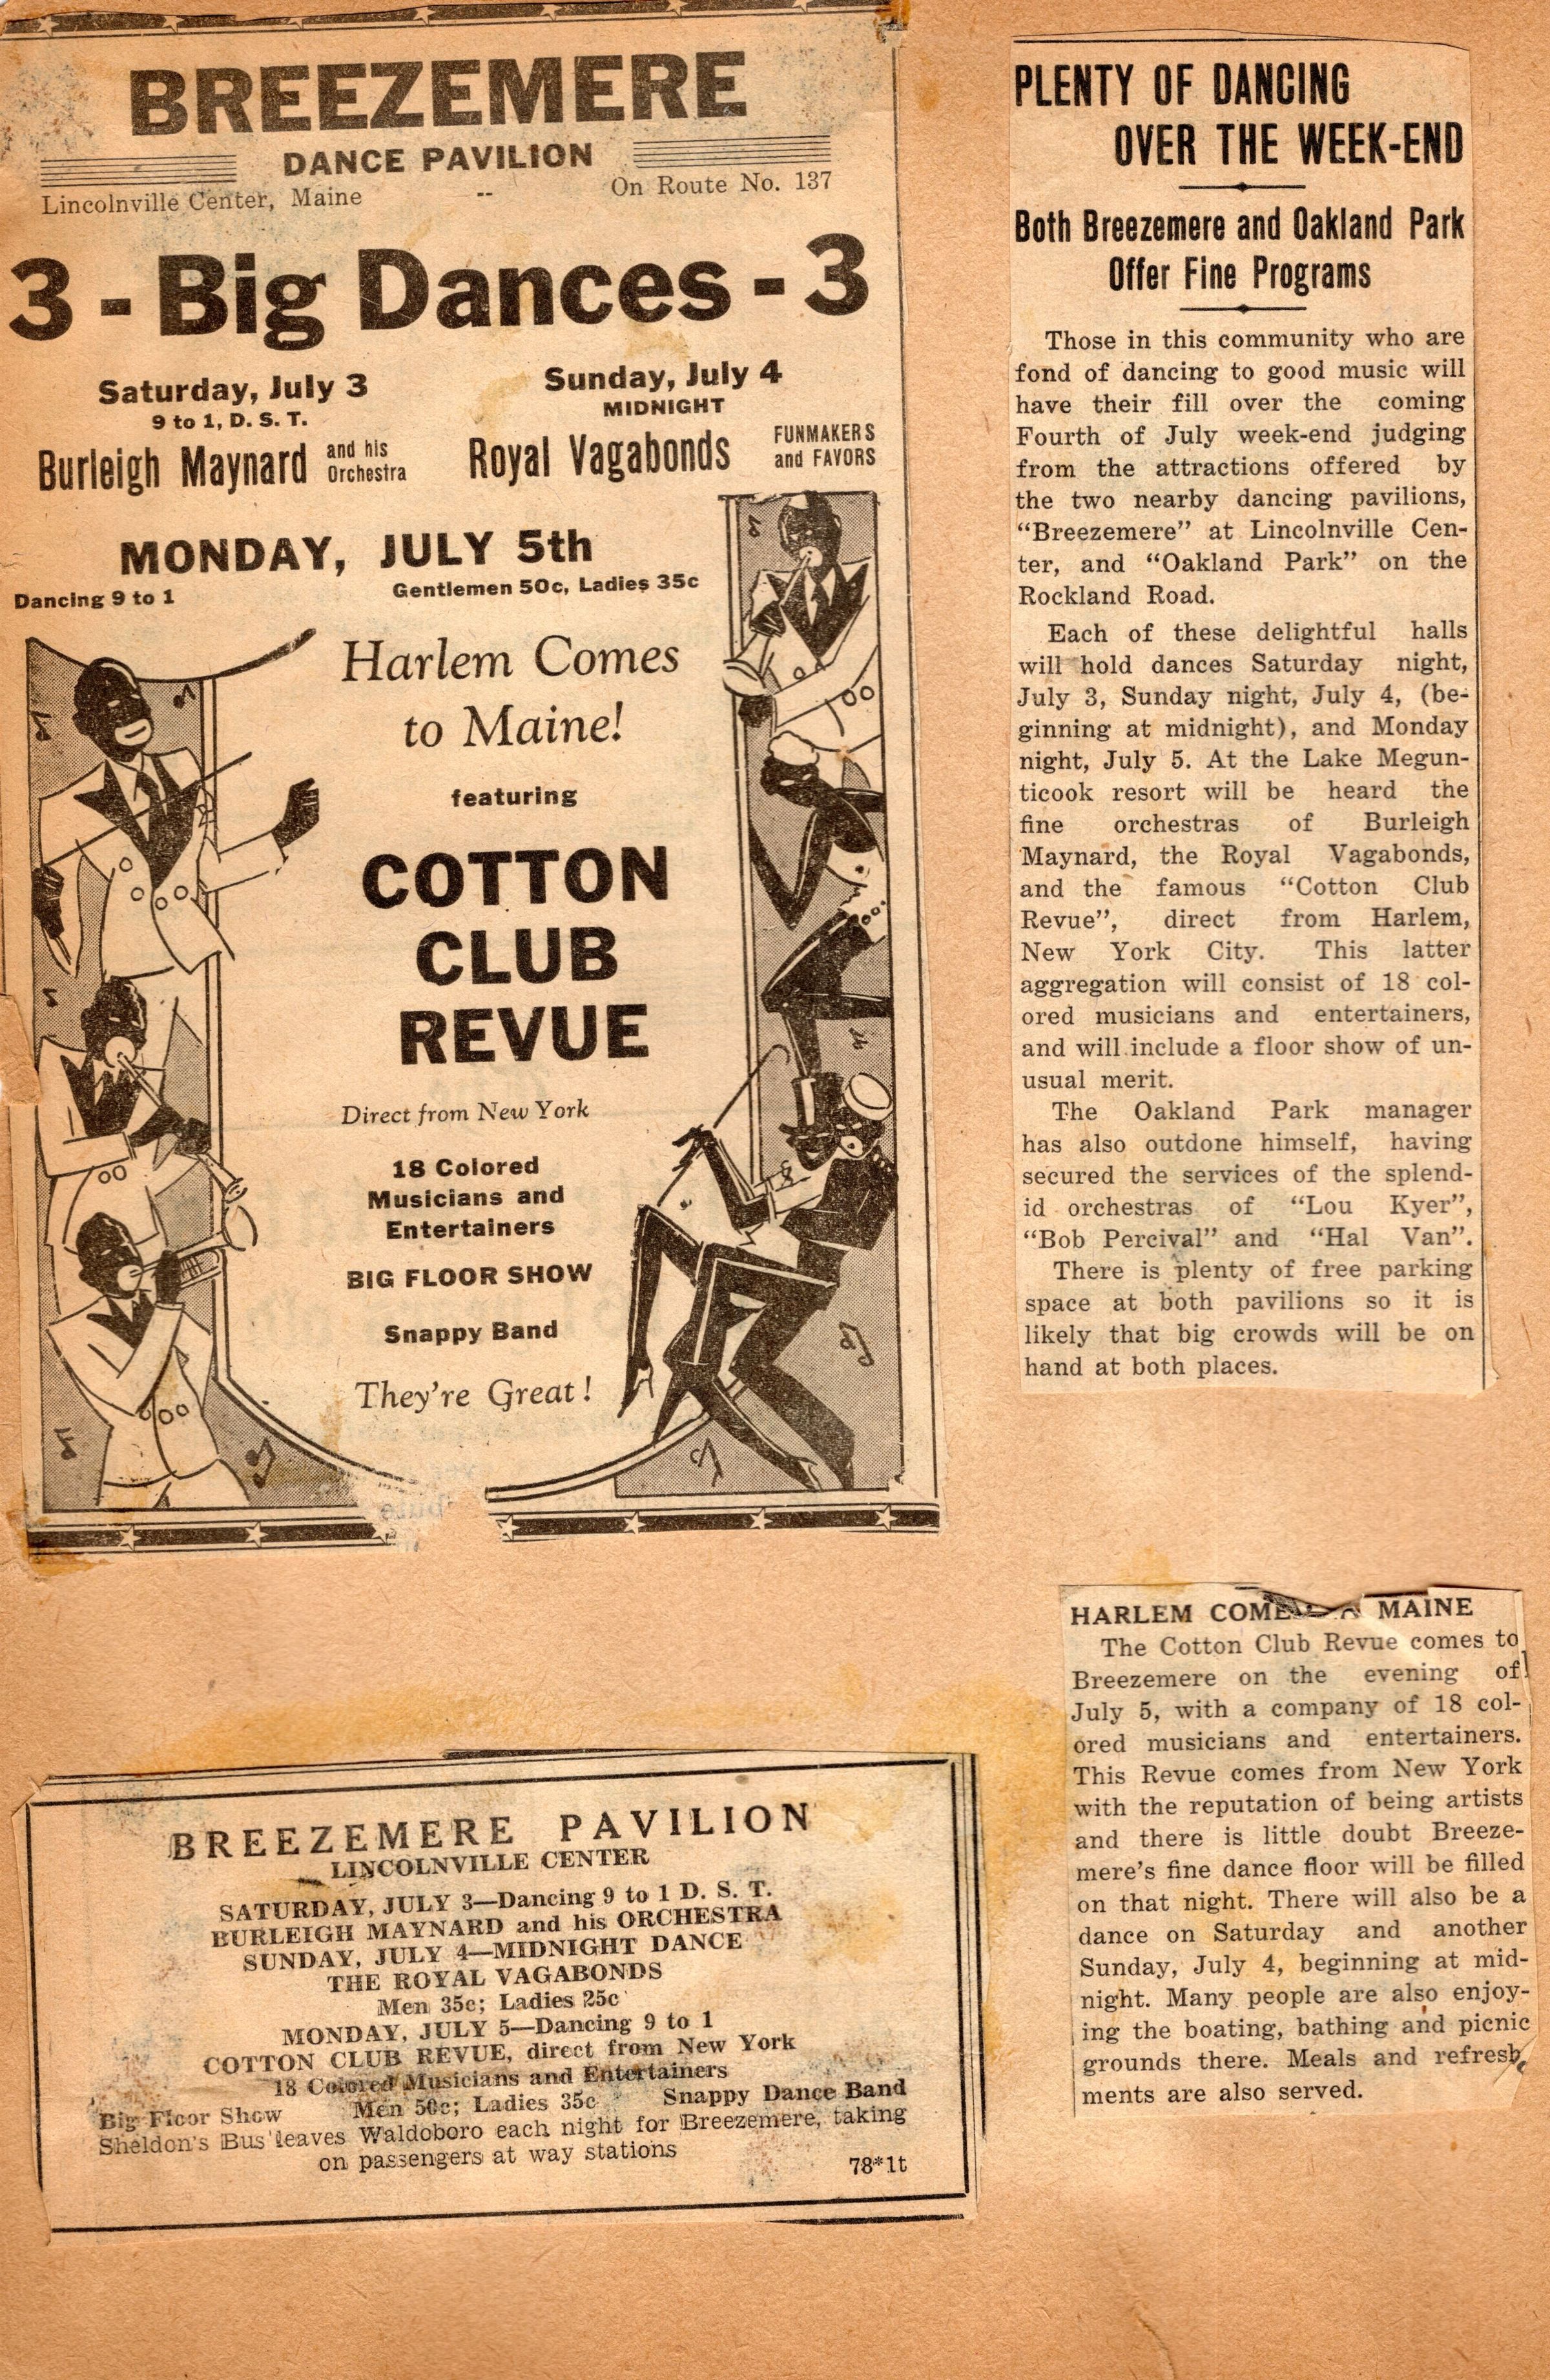 BREEZEMERE
DANCE PAVILION
Lincolnville Center, Maine -- On Route No. 137
3 - Big Dances - 3
Saturday, July 3
9 to 1, D. S. T.
Burleigh Maynard and his Orchestra
Sunday, July 4
MIDNIGHT
Royal Vagabonds FUNMAKERS and FAVORS
MONDAY, JULY 5th
Dancing 9 to 1 Gentlemen 50c, Ladies 35c
Harlem Comes
to Maine!
featuring
COTTON
CLUB
REVUE
Direct from New York
18 Colored
Musicians and
Entertainers
BIG FLOOR SHOW
Snappy Band
They're Great!
PLENTY OF DANCING
OVER THE WEEK-END
Both Breezemere and Oakland Park
Offer Fine Programs
Those in this community who are
fond of dancing to good music will
have their fill over the coming
Fourth of July week-end judging
from the attractions offered by
the two nearby dancing pavilions,
"Breezemere" at Lincolnville Cen-
ter, and "Oakland Park" on the
Rockland Road.
Each of these delightful halls
will hold dances Saturday night,
July 3, Sunday night, July 4, (be-
ginning at midnight), and Monday
night, July 5. At the Lake Megun-
ticook resort will be heard the
fine orchestras of Burleigh
Maynard, the Royal Vagabonds,
and the famous "Cotton Club
Revue", direct from Harlem,
New York City. This latter
aggregation will consist of 18 col-
ored musicians and entertainers,
and will include a floor show of un-
usual merit.
The Oakland Park manager
has also outdone himself, having
secured the services of the splend-
id orchestras of "Lou Kyer",
"Bob Percival" and "Hal Van".
There is plenty of free parking
space at both pavilions so it is
likely that big crowds will be on
hand at both places.
BREEZEMERE PAVILION
LINCOLNVILLE CENTER
SATURDAY, JULY 3—Dancing 9 to 1 D. S. T.
BURLEIGH MAYNARD and his ORCHESTRA
SUNDAY, JULY 4—MIDNIGHT DANCE
THE ROYAL VAGABONDS
Men 35c; Ladies 25c
MONDAY, JULY 5—Dancing 9 to 1
COTTON CLUB REVUE, direct from New York
18 Colored Musicians and Entertainers
Big Floor Show Men 50c; Ladies 35c Snappy Dance Band
Sheldon's Bus leaves Waldoboro each night for Breezemere, taking
on passengers at way stations
78*1t
HARLEM COME MAINE
The Cotton Club Revue comes to
Breezemere on the evening of
July 5, with a company of 18 col-
ored musicians and entertainers.
This Revue comes from New York
with the reputation of being artists
and there is little doubt Breeze-
mere's fine dance floor will be filled
on that night. There will also be a
dance on Saturday and another
Sunday, July 4, beginning at mid-
night. Many people are also enjoy-
ing the boating, bathing and picnic
grounds there. Meals and refresh-
ments are also served.